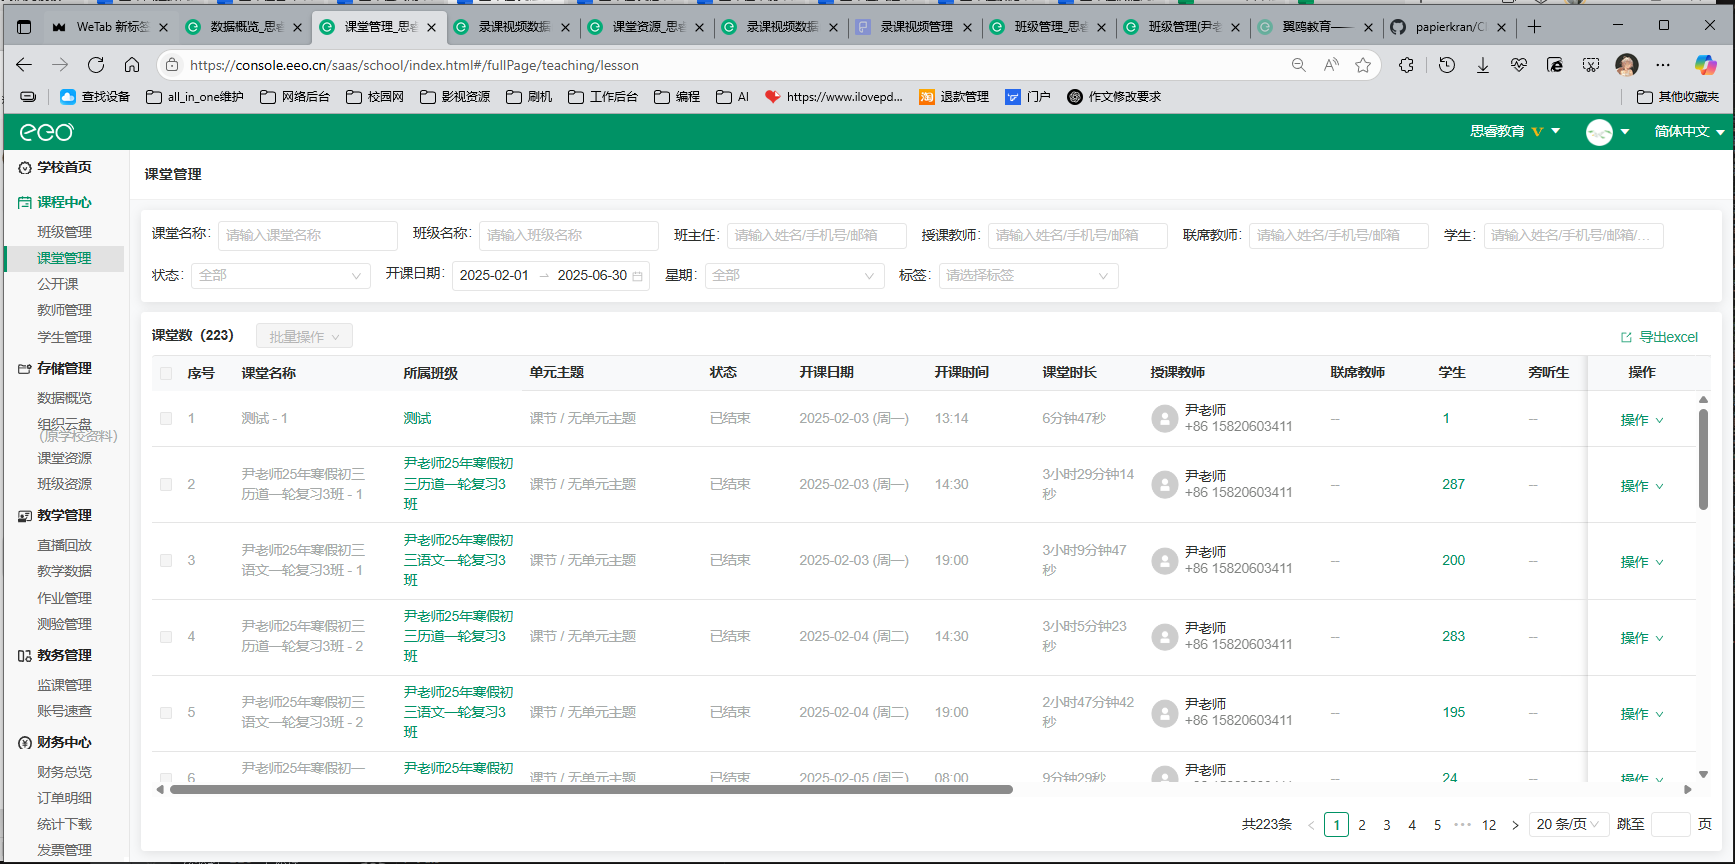 WeTab 新标签
数据概览_思睿
课堂管理_思睿
录课视频数据
课堂资源_思睿
录课视频数据
录课视频管理
班级管理_思睿
班级管理(尹老
翼鸥教育——
papierkran/Cl
https://console.eeo.cn/saas/school/index.html#/fullPage/teaching/lesson
查找设备
all_in_one维护
网络后台
校园网
影视资源
刷机
工作后台
编程
AI
https://www.ilovepd...
退款管理
门户
作文修改要求
其他收藏夹
eeo
思睿教育
V
简体中文
学校首页
课程中心
班级管理
课堂管理
公开课
教师管理
学生管理
存储管理
数据概览
组织云盘
(原学校资料)
课堂资源
班级资源
教学管理
直播回放
教学数据
作业管理
测验管理
教务管理
监课管理
账号速查
财务中心
财务总览
订单明细
统计下载
发票管理
课堂管理
课堂名称: 请输入课堂名称 班级名称: 请输入班级名称 班主任: 请输入姓名/手机号/邮箱 授课教师: 请输入姓名/手机号/邮箱 联席教师: 请输入姓名/手机号/邮箱 学生: 请输入姓名/手机号/邮箱/...
状态: 全部 开课日期: 2025-02-01 → 2025-06-30 星期: 全部 标签: 请选择标签
课堂数（223） 批量操作 导出excel
序号 课堂名称 所属班级 单元主题 状态 开课日期 开课时间 课堂时长 授课教师 联席教师 学生 旁听生 操作
1 测试 - 1 测试 课节 / 无单元主题 已结束 2025-02-03 (周一) 13:14 6分钟47秒 尹老师 +86 15820603411 -- 1 -- 操作
2 尹老师25年寒假初三历道一轮复习3班 - 1 尹老师25年寒假初三历道一轮复习3班 课节 / 无单元主题 已结束 2025-02-03 (周一) 14:30 3小时29分钟14秒 尹老师 +86 15820603411 -- 287 -- 操作
3 尹老师25年寒假初三语文一轮复习3班 - 1 尹老师25年寒假初三语文一轮复习3班 课节 / 无单元主题 已结束 2025-02-03 (周一) 19:00 3小时9分钟47秒 尹老师 +86 15820603411 -- 200 -- 操作
4 尹老师25年寒假初三历道一轮复习3班 - 2 尹老师25年寒假初三历道一轮复习3班 课节 / 无单元主题 已结束 2025-02-04 (周二) 14:30 3小时5分钟23秒 尹老师 +86 15820603411 -- 283 -- 操作
5 尹老师25年寒假初三语文一轮复习3班 - 2 尹老师25年寒假初三语文一轮复习3班 课节 / 无单元主题 已结束 2025-02-04 (周二) 19:00 2小时47分钟42秒 尹老师 +86 15820603411 -- 195 -- 操作
6 尹老师25年寒假初一 尹老师25年寒假初 课节 / 无单元主题 已结束 2025-02-05 (周三) 08:00 9分钟29秒 尹老师 -- 24 -- 操作
共223条 < 1 2 3 4 5 ••• 12 > 20 条/页 跳至 页